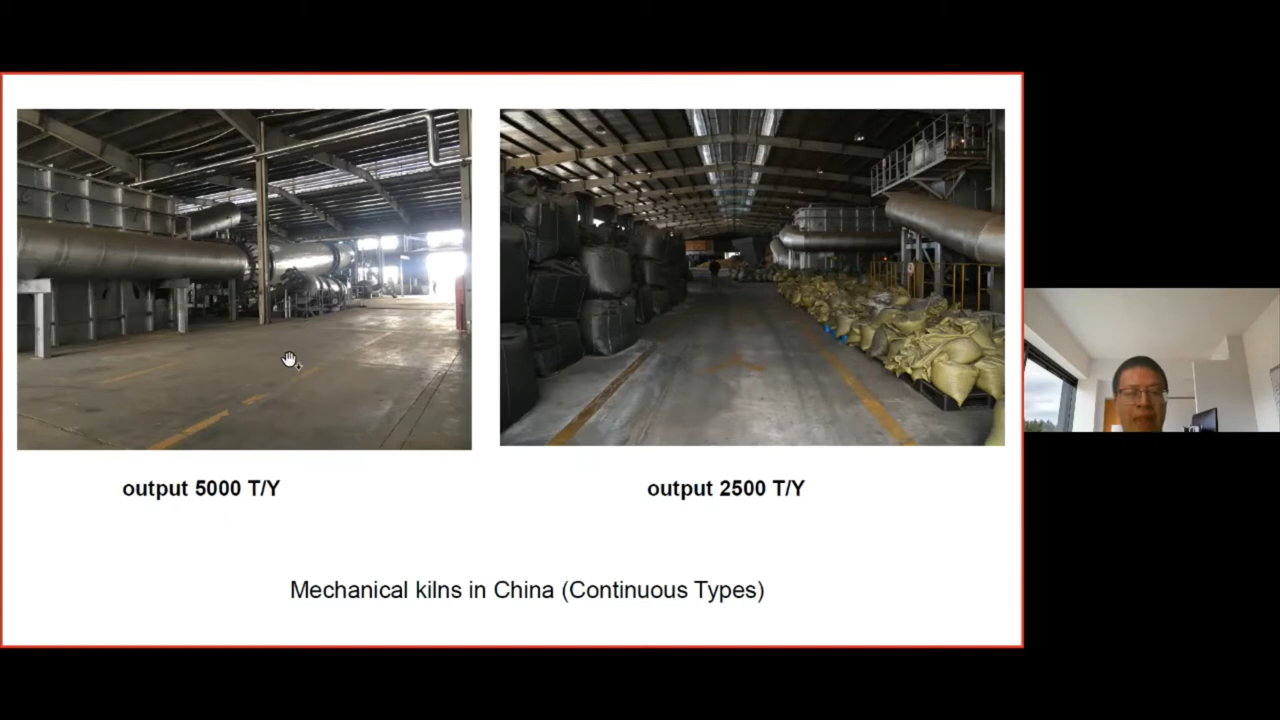 output 5000 T/Y
output 2500 T/Y
Mechanical kilns in China (Continuous Types)